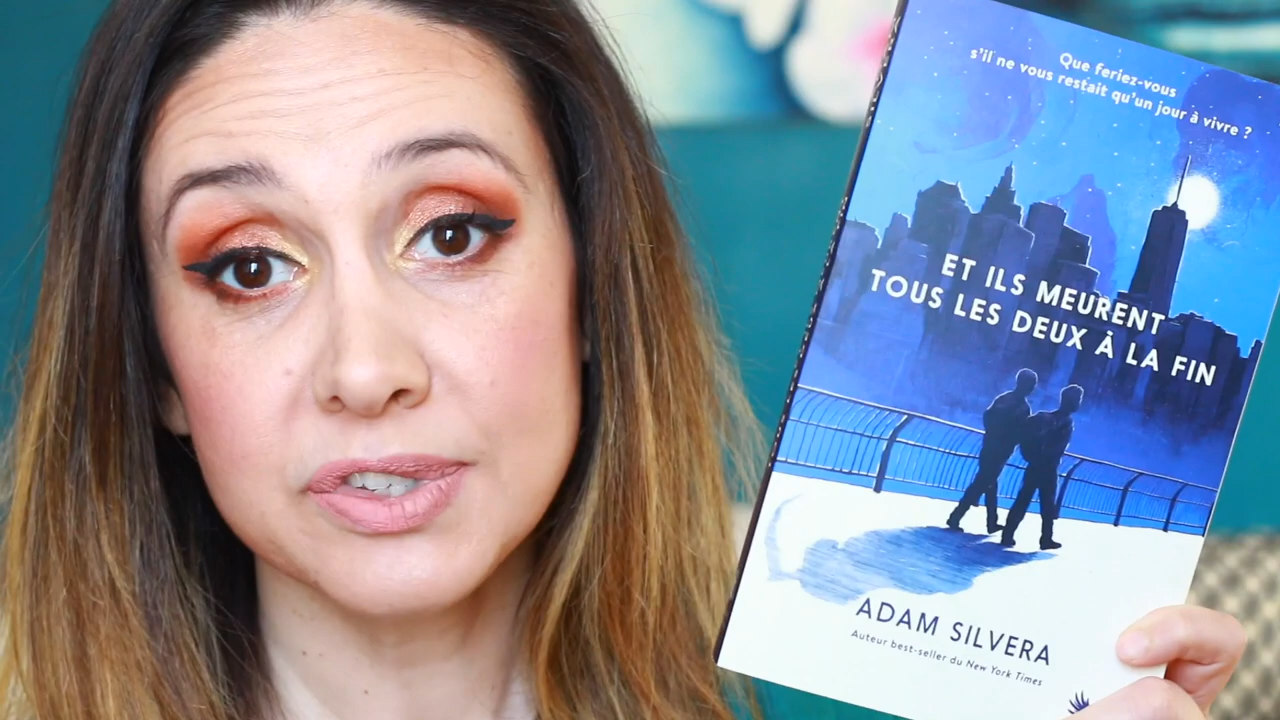 Que feriez-vous
s'il ne vous restait qu'un jour à vivre ?
ET ILS MEURENT
TOUS LES DEUX À LA FIN
ADAM SILVERA
Auteur best-seller du New York Times